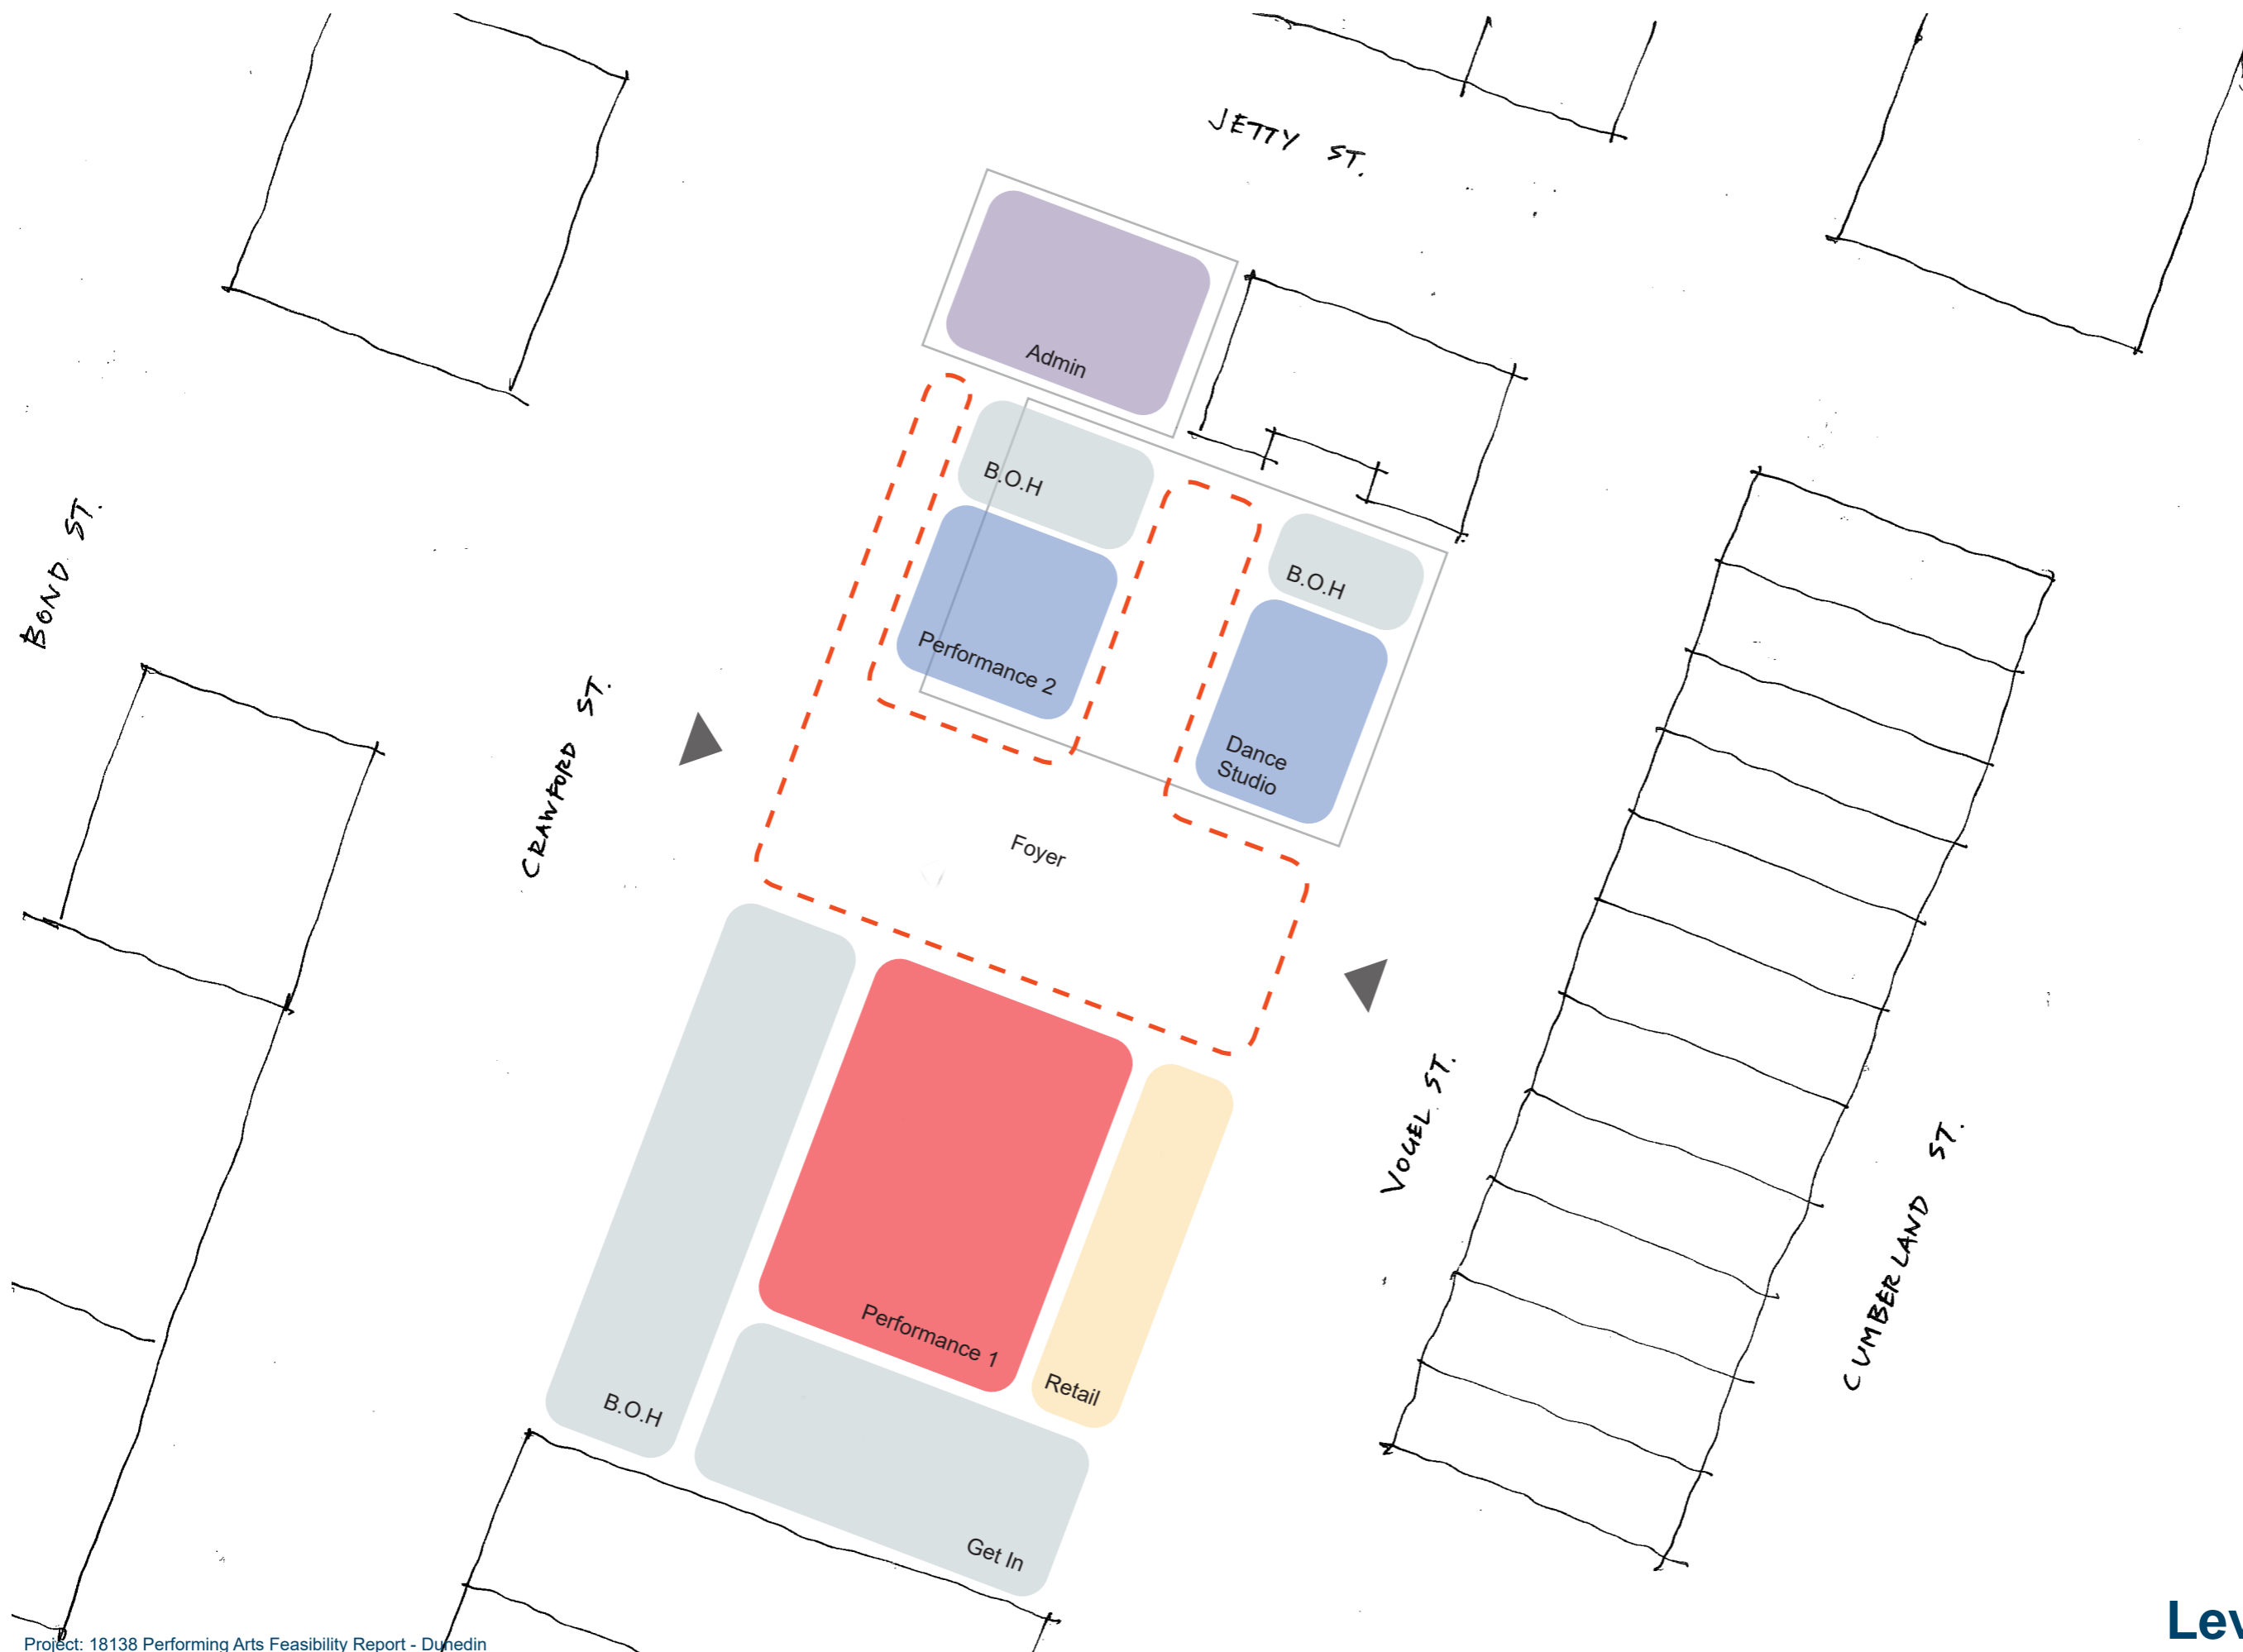 JETTY ST.
Admin
B.O.H
B.O.H
BOND ST.
Performance 2
CRAWFORD ST.
Dance
Studio
Foyer
VOGEL ST.
CUMBERLAND ST.
Performance 1
Retail
B.O.H
Get In
Lev
Project: 18138 Performing Arts Feasibility Report - Dunedin